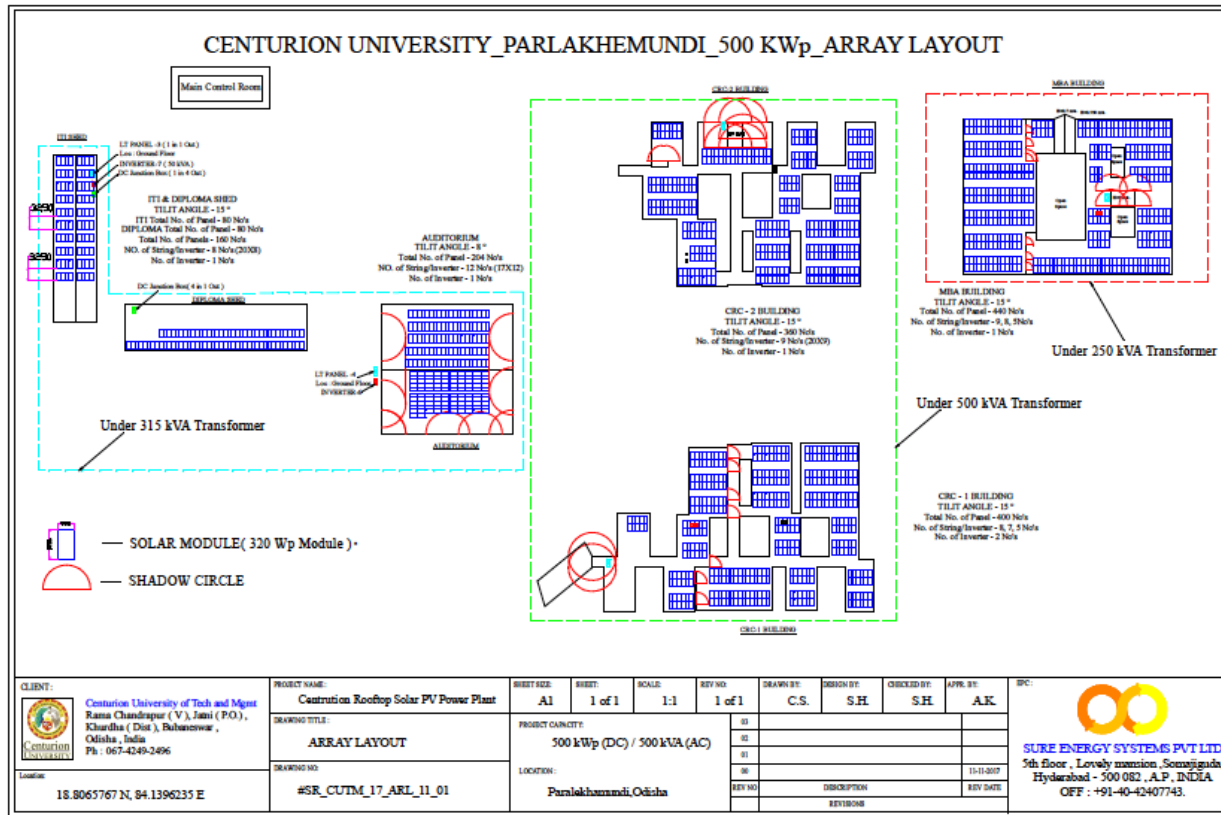 CENTURION UNIVERSITY_PARLAKHEMUNDI_500 KWp_ARRAY LAYOUT
Main Control Room
ITI SHED
LT PANEL -3 ( 1 in 1 Out )
Lou : Ground Floor
INVERTER-7 ( 50 kVA )
DC Junction Box ( 1 in 4 Out )
ITI & DIPLOMA SHED
TILIT ANGLE - 15 °
ITI Total No. of Panel - 80 No's
DIPLOMA Total No. of Panel - 80 No's
Total No. of Panels - 160 No's
NO. of String/Inverter - 8 No's (20X8)
No. of Inverter - 1 No's
DC Junction Box ( 4 in 1 Out )
DIPLOMA SHED
AUDITORIUM
TILIT ANGLE - 8 °
Total No. of Panel - 204 No's
NO. of String/Inverter - 12 No's (17X12)
No. of Inverter - 1 No's
LT PANEL -4
Lou : Ground Floor
INVERTER-
AUDITORIUM
Under 315 kVA Transformer
CRC-2 BUILDING
CRC - 2 BUILDING
TILIT ANGLE - 15 °
Total No. of Panel - 360 No's
No. of String/Inverter - 9 No's (20X9)
No. of Inverter - 1 No's
MBA BUILDING
Open
Space
Open
Space
Open
Space
MBA BUILDING
TILIT ANGLE - 15 °
Total No. of Panel - 440 No's
No. of String/Inverter - 9, 8, 5No's
No. of Inverter - 1 No's
Under 250 kVA Transformer
Under 500 kVA Transformer
CRC - 1 BUILDING
TILIT ANGLE - 15 °
Total No. of Panel - 400 No's
No. of String/Inverter - 8, 7, 5 No's
No. of Inverter - 2 No's
CRC-1 BUILDING
SOLAR MODULE( 320 Wp Module )
SHADOW CIRCLE
CLIENT :
Centurion
UNIVERSITY
Centurion University of Tech and Mgmt
Rama Chandrapur ( V ), Jatni ( P.O.) ,
Khurdha ( Dist ), Bubaneswar ,
Odisha , India
Ph : 067-4249-2496
Location:
18.8065767 N, 84.1396235 E
PROJECT NAME:
Centrution Rooftop Solar PV Power Plant
DRAWING TITLE :
ARRAY LAYOUT
DRAWING NO:
#SR_CUTM_17_ARL_11_01
SHEET SIZE:
A1
SHEET:
1 of 1
SCALE:
1:1
REV NO:
1 of 1
DRAWN BY:
C.S.
DESIGN BY:
S.H.
CHECKED BY:
S.H.
APPR. BY:
A.K.
PROJECT CAPACITY:
500 kWp (DC) / 500 kVA (AC)
LOCATION :
Paralekhamundi,Odisha
03
02
01
00
11-11-2017
REV NO
DESCRIPTION
REV DATE
REVISIONS
EPC:
SURE ENERGY SYSTEMS PVT LTD
5th floor , Lovely mansion ,Somajiguda
Hyderabad - 500 082 , A.P , INDIA
OFF : +91-40-42407743.